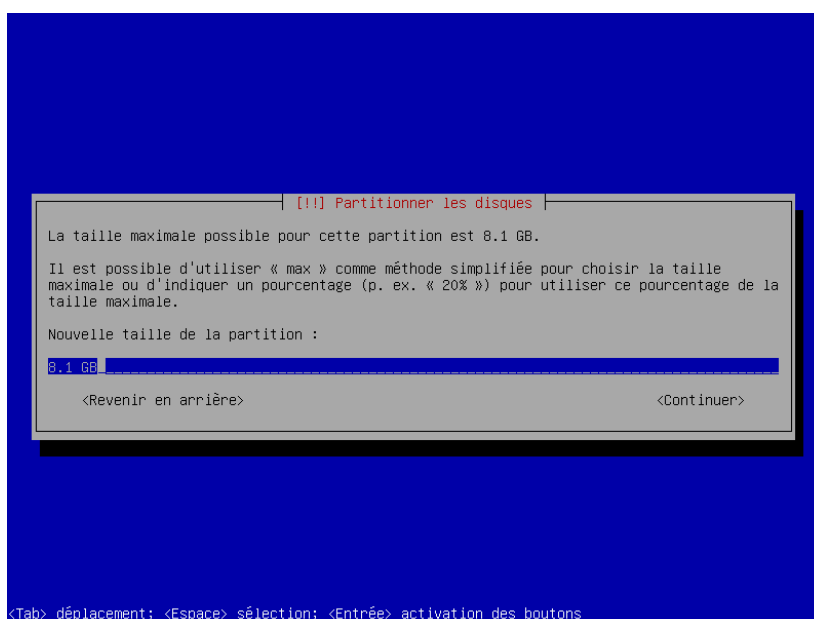 [!!] Partitionner les disques
La taille maximale possible pour cette partition est 8.1 GB.
Il est possible d'utiliser « max » comme méthode simplifiée pour choisir la taille
maximale ou d'indiquer un pourcentage (p. ex. « 20% ») pour utiliser ce pourcentage de la
taille maximale.
Nouvelle taille de la partition :
8.1 GB
<Revenir en arrière> <Continuer>
<Tab> déplacement; <Espace> sélection; <Entrée> activation des boutons